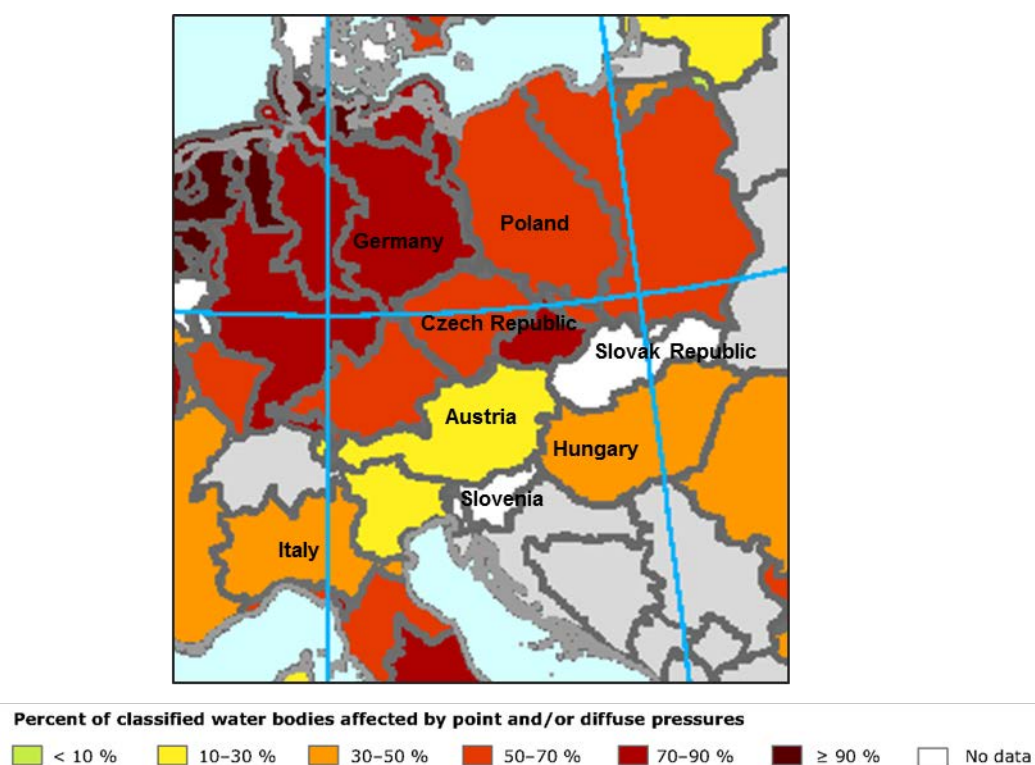 Germany
Poland
Czech Republic
Slovak Republic
Austria
Hungary
Slovenia
Italy
Percent of classified water bodies affected by point and/or diffuse pressures
< 10 % 10–30 % 30–50 % 50–70 % 70–90 % ≥ 90 % No data